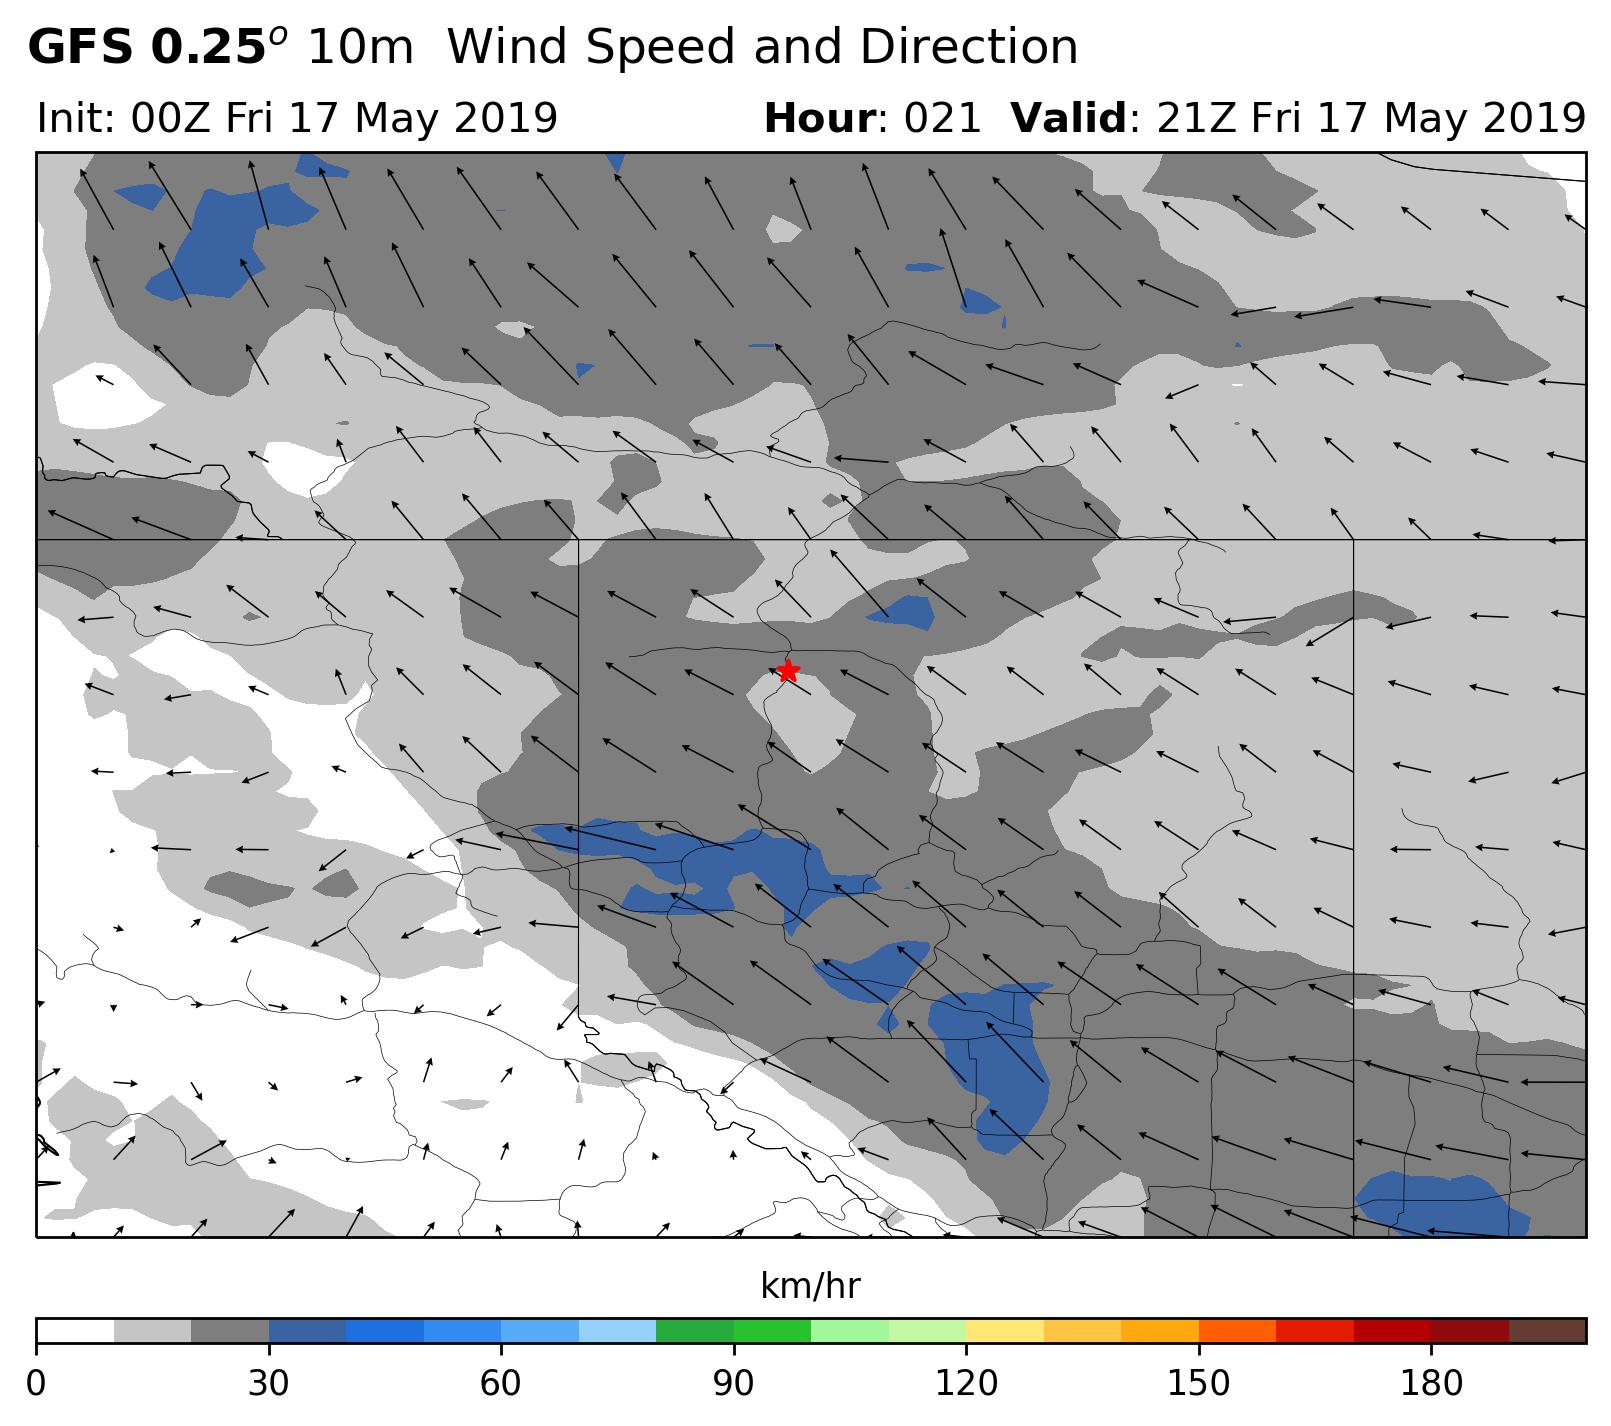 GFS 0.25o 10m Wind Speed and Direction
Init: 00Z Fri 17 May 2019 Hour: 021 Valid: 21Z Fri 17 May 2019
km/hr
0 30 60 90 120 150 180